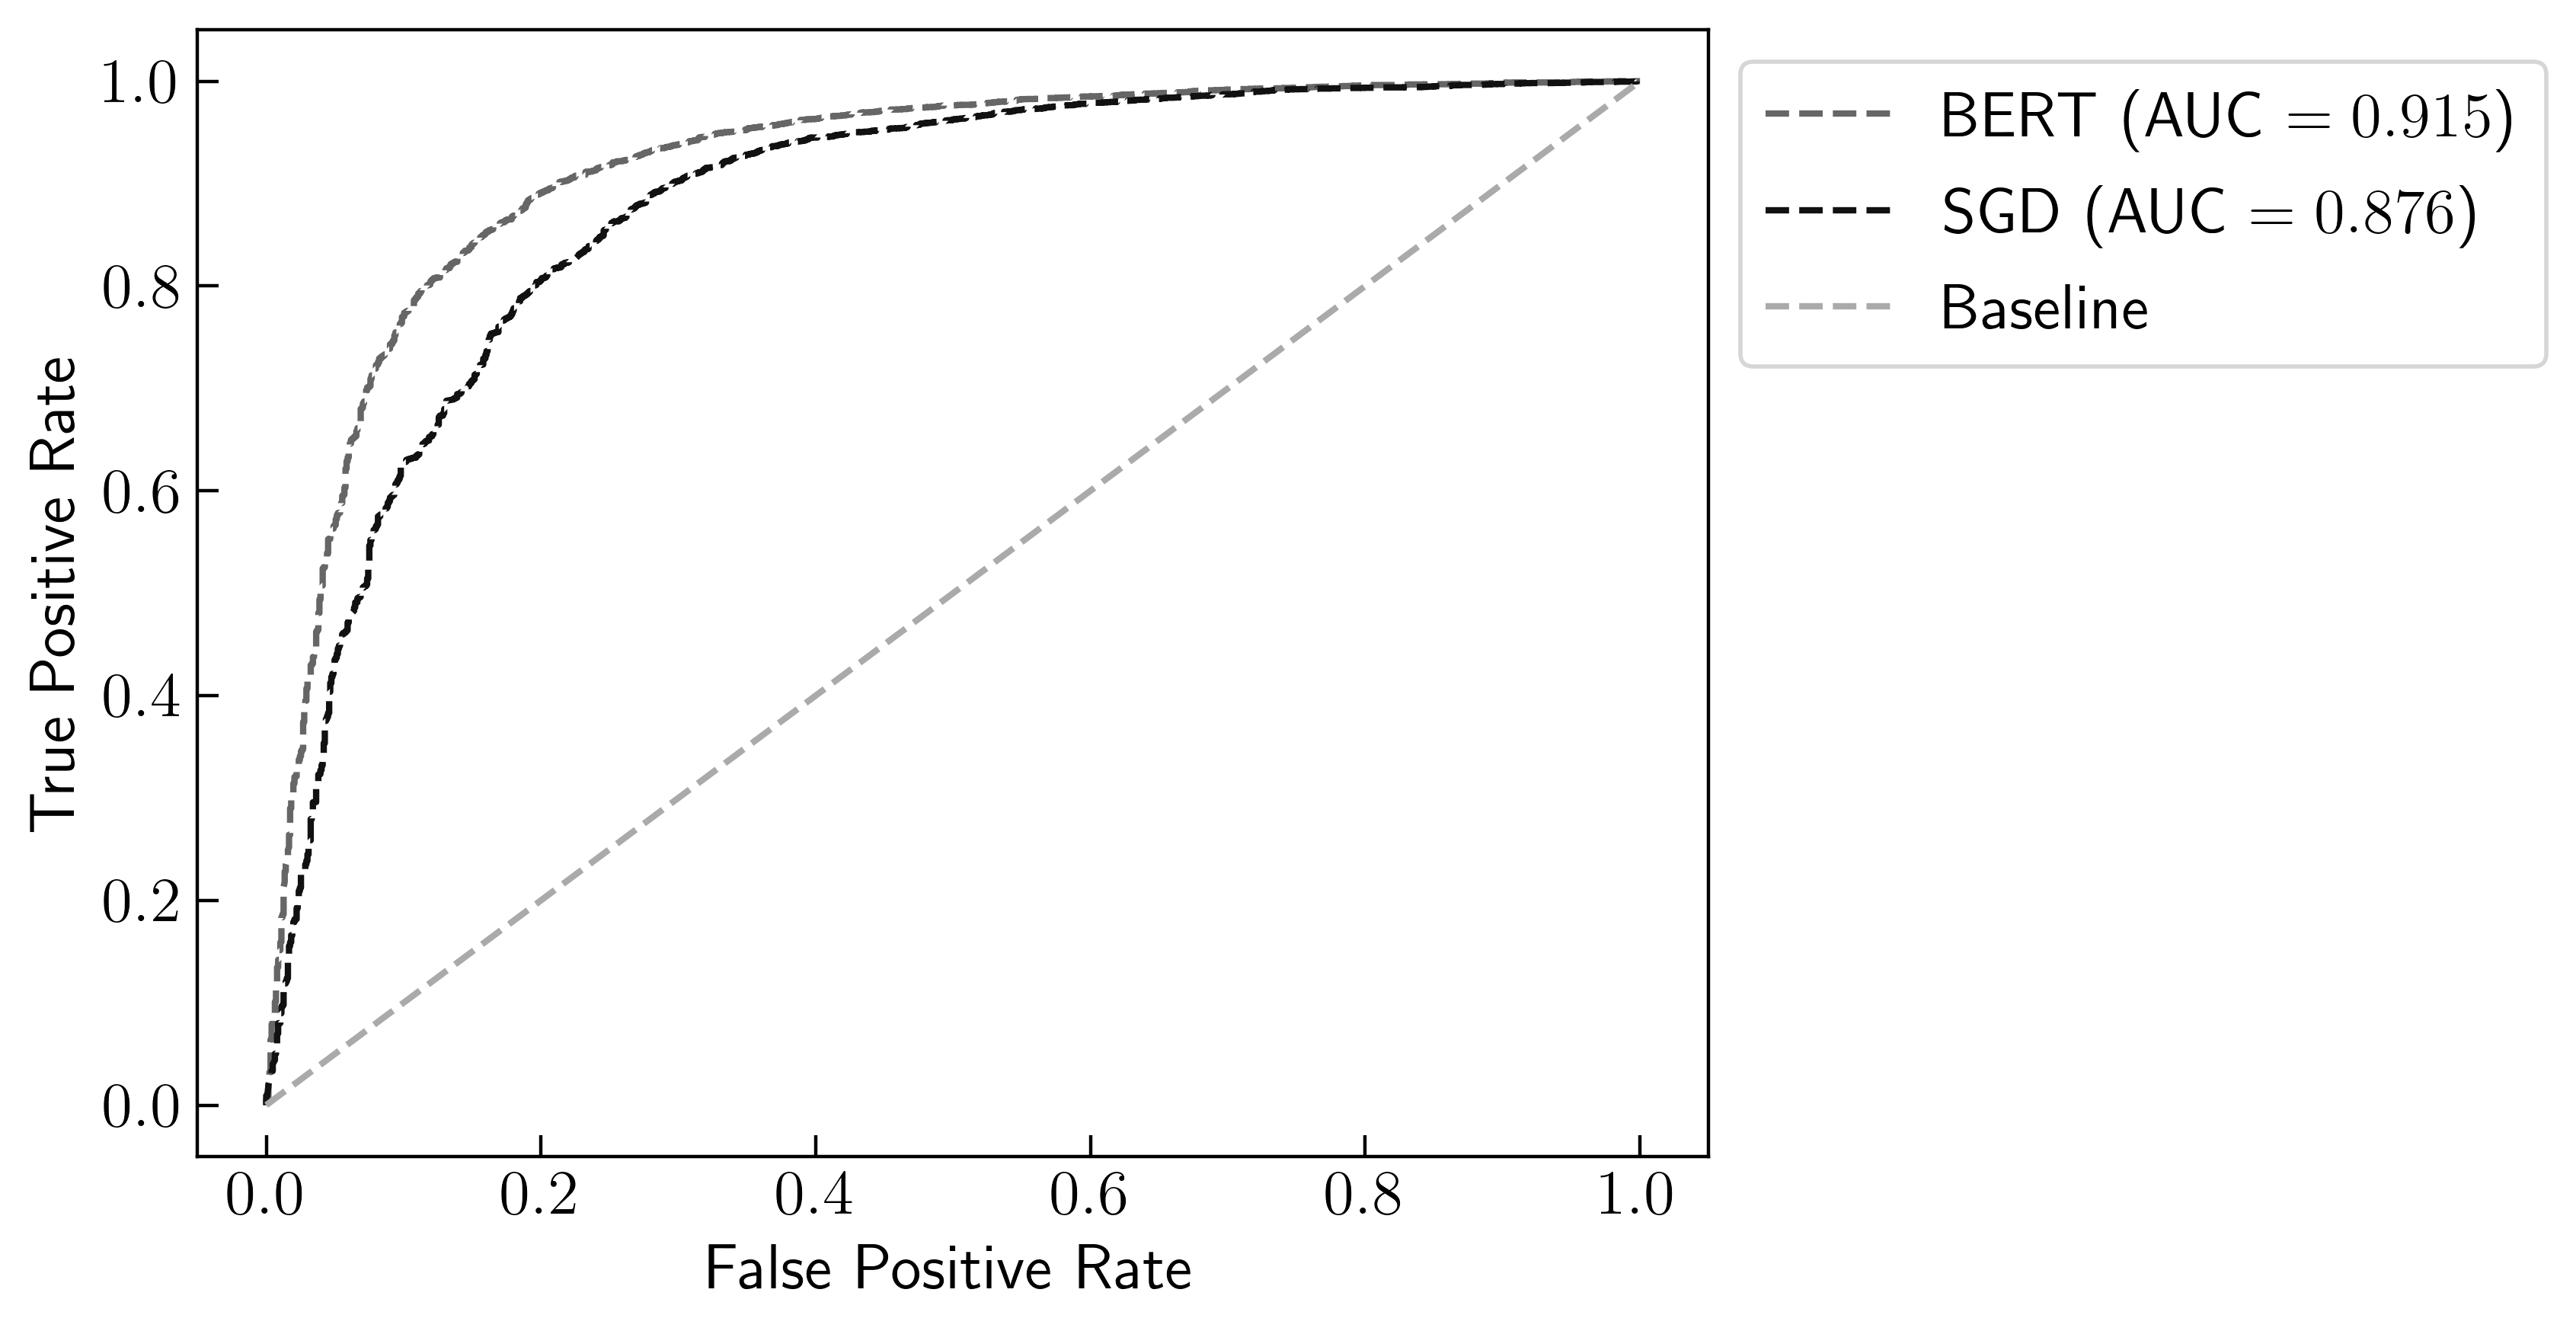 1.0
0.8
0.6
0.4
0.2
0.0
True Positive Rate
0.0 0.2 0.4 0.6 0.8 1.0
False Positive Rate
BERT (AUC = 0.915)
SGD (AUC = 0.876)
Baseline